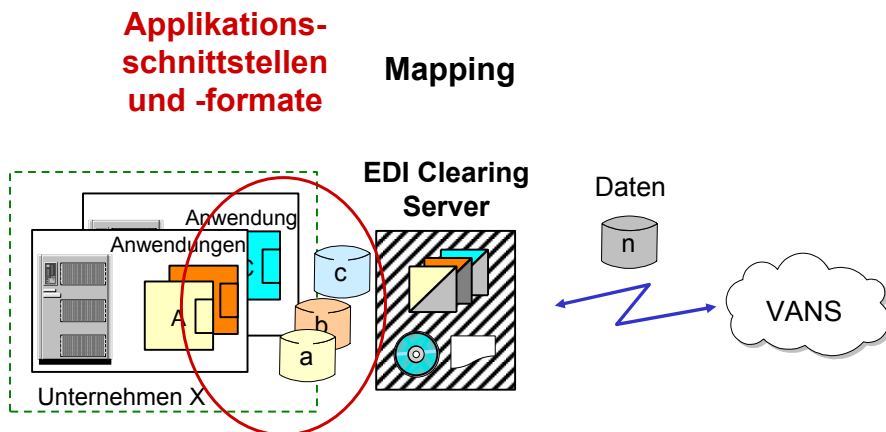 Applikations-
schnittstellen
und -formate
Mapping
EDI Clearing
Server
Daten
n
VANS
Anwendung
Anwendungen
C
A
c
b
a
Unternehmen X